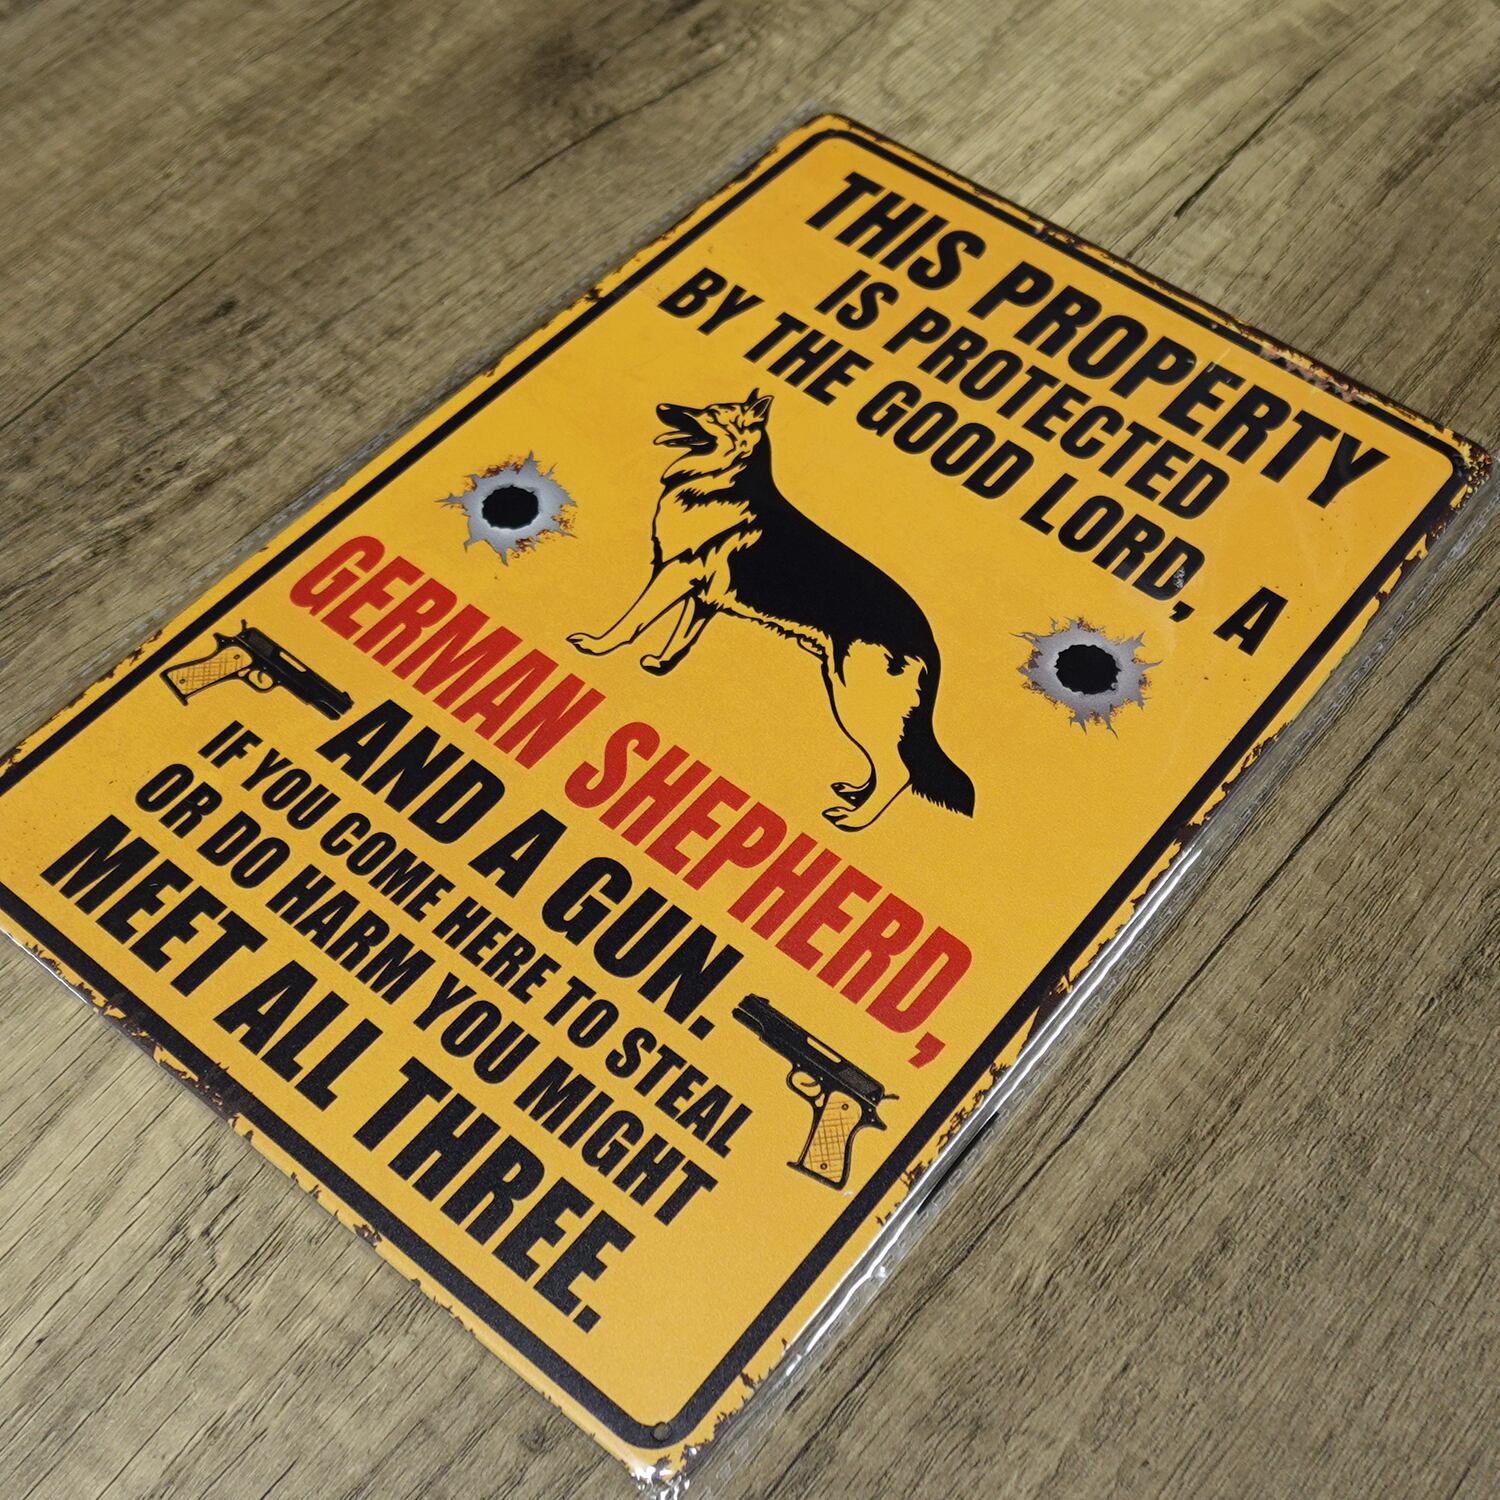 THIS PROPERTY
IS PROTECTED
BY THE GOOD LORD, A
GERMAN SHEPHERD,
AND A GUN.
IF YOU COME HERE TO STEAL
OR DO HARM YOU MIGHT
MEET ALL THREE.